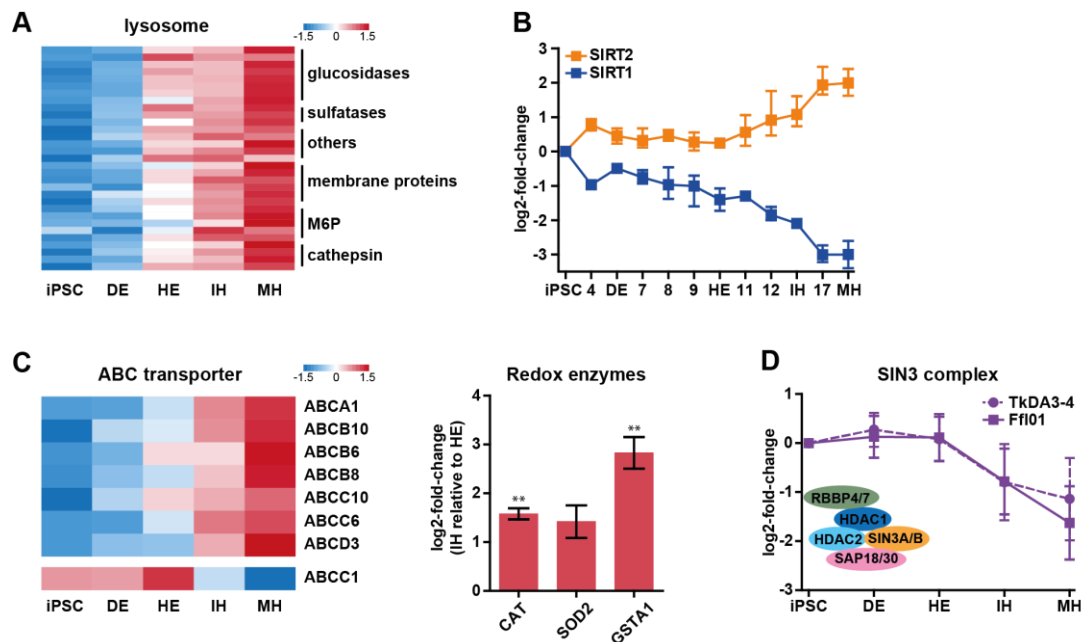 A
lysosome
-1.5 0 1.5
glucosidases
sulfatases
others
membrane proteins
M6P
cathepsin
iPSC DE HE IH MH
B
SIRT2
SIRT1
log2-fold-change
3
2
1
0
-1
-2
-3
iPSC 4 DE 7 8 9 HE 11 12 IH 17 MH
C
ABC transporter
-1.5 0 1.5
ABCA1
ABCB10
ABCB6
ABCB8
ABCC10
ABCC6
ABCD3
ABCC1
iPSC DE HE IH MH
Redox enzymes
log2-fold-change
(IH relative to HE)
4
3
2
1
0
** **
CAT SOD2 GSTA1
D
SIN3 complex
TkDA3-4
Ffl01
log2-fold-change
1
0
-1
-2
-3
RBBP4/7
HDAC1
HDAC2 SIN3A/B
SAP18/30
iPSC DE HE IH MH